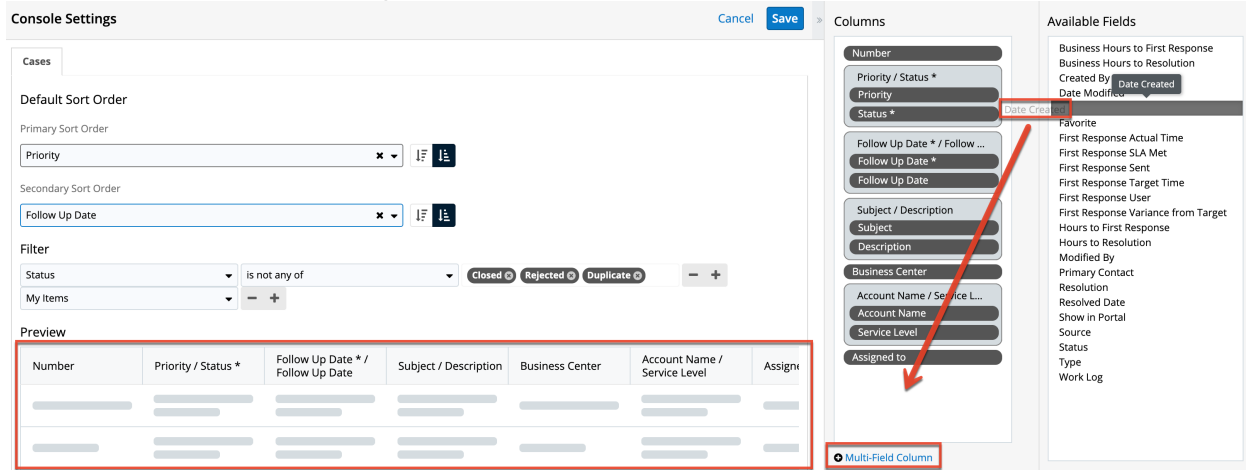 Console Settings
Cancel
Save
»
Cases
Default Sort Order
Primary Sort Order
Priority
Secondary Sort Order
Follow Up Date
Filter
Status
is not any of
Closed
Rejected
Duplicate
My Items
Preview
Number
Priority / Status *
Follow Up Date * /
Follow Up Date
Subject / Description
Business Center
Account Name /
Service Level
Assigne
Columns
Number
Priority / Status *
Priority
Status *
Follow Up Date * / Follow ...
Follow Up Date *
Follow Up Date
Subject / Description
Subject
Description
Business Center
Account Name / Service L...
Account Name
Service Level
Assigned to
Multi-Field Column
Available Fields
Business Hours to First Response
Business Hours to Resolution
Created By
Date Created
Date Modified
Date Created
Favorite
First Response Actual Time
First Response SLA Met
First Response Sent
First Response Target Time
First Response User
First Response Variance from Target
Hours to First Response
Hours to Resolution
Modified By
Primary Contact
Resolution
Resolved Date
Show in Portal
Source
Status
Type
Work Log